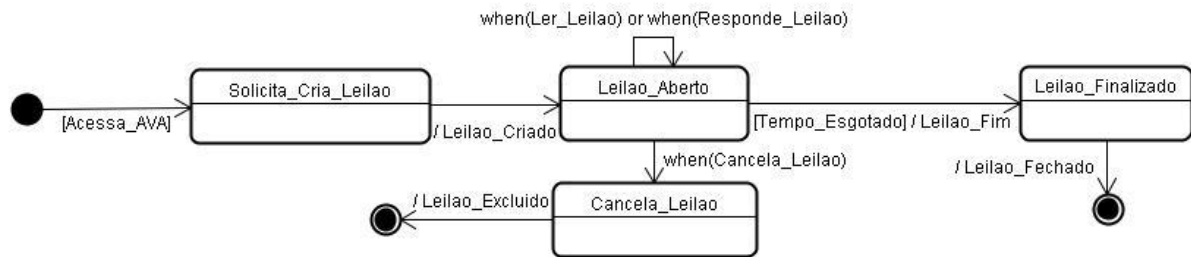 when(Ler_Leilao) or when(Responde_Leilao)
Solicita_Cria_Leilao
Leilao_Aberto
Leilao_Finalizado
[Acessa_AVA]
/ Leilao_Criado
[Tempo_Esgotado] / Leilao_Fim
when(Cancela_Leilao)
/ Leilao_Fechado
/ Leilao_Excluido
Cancela_Leilao